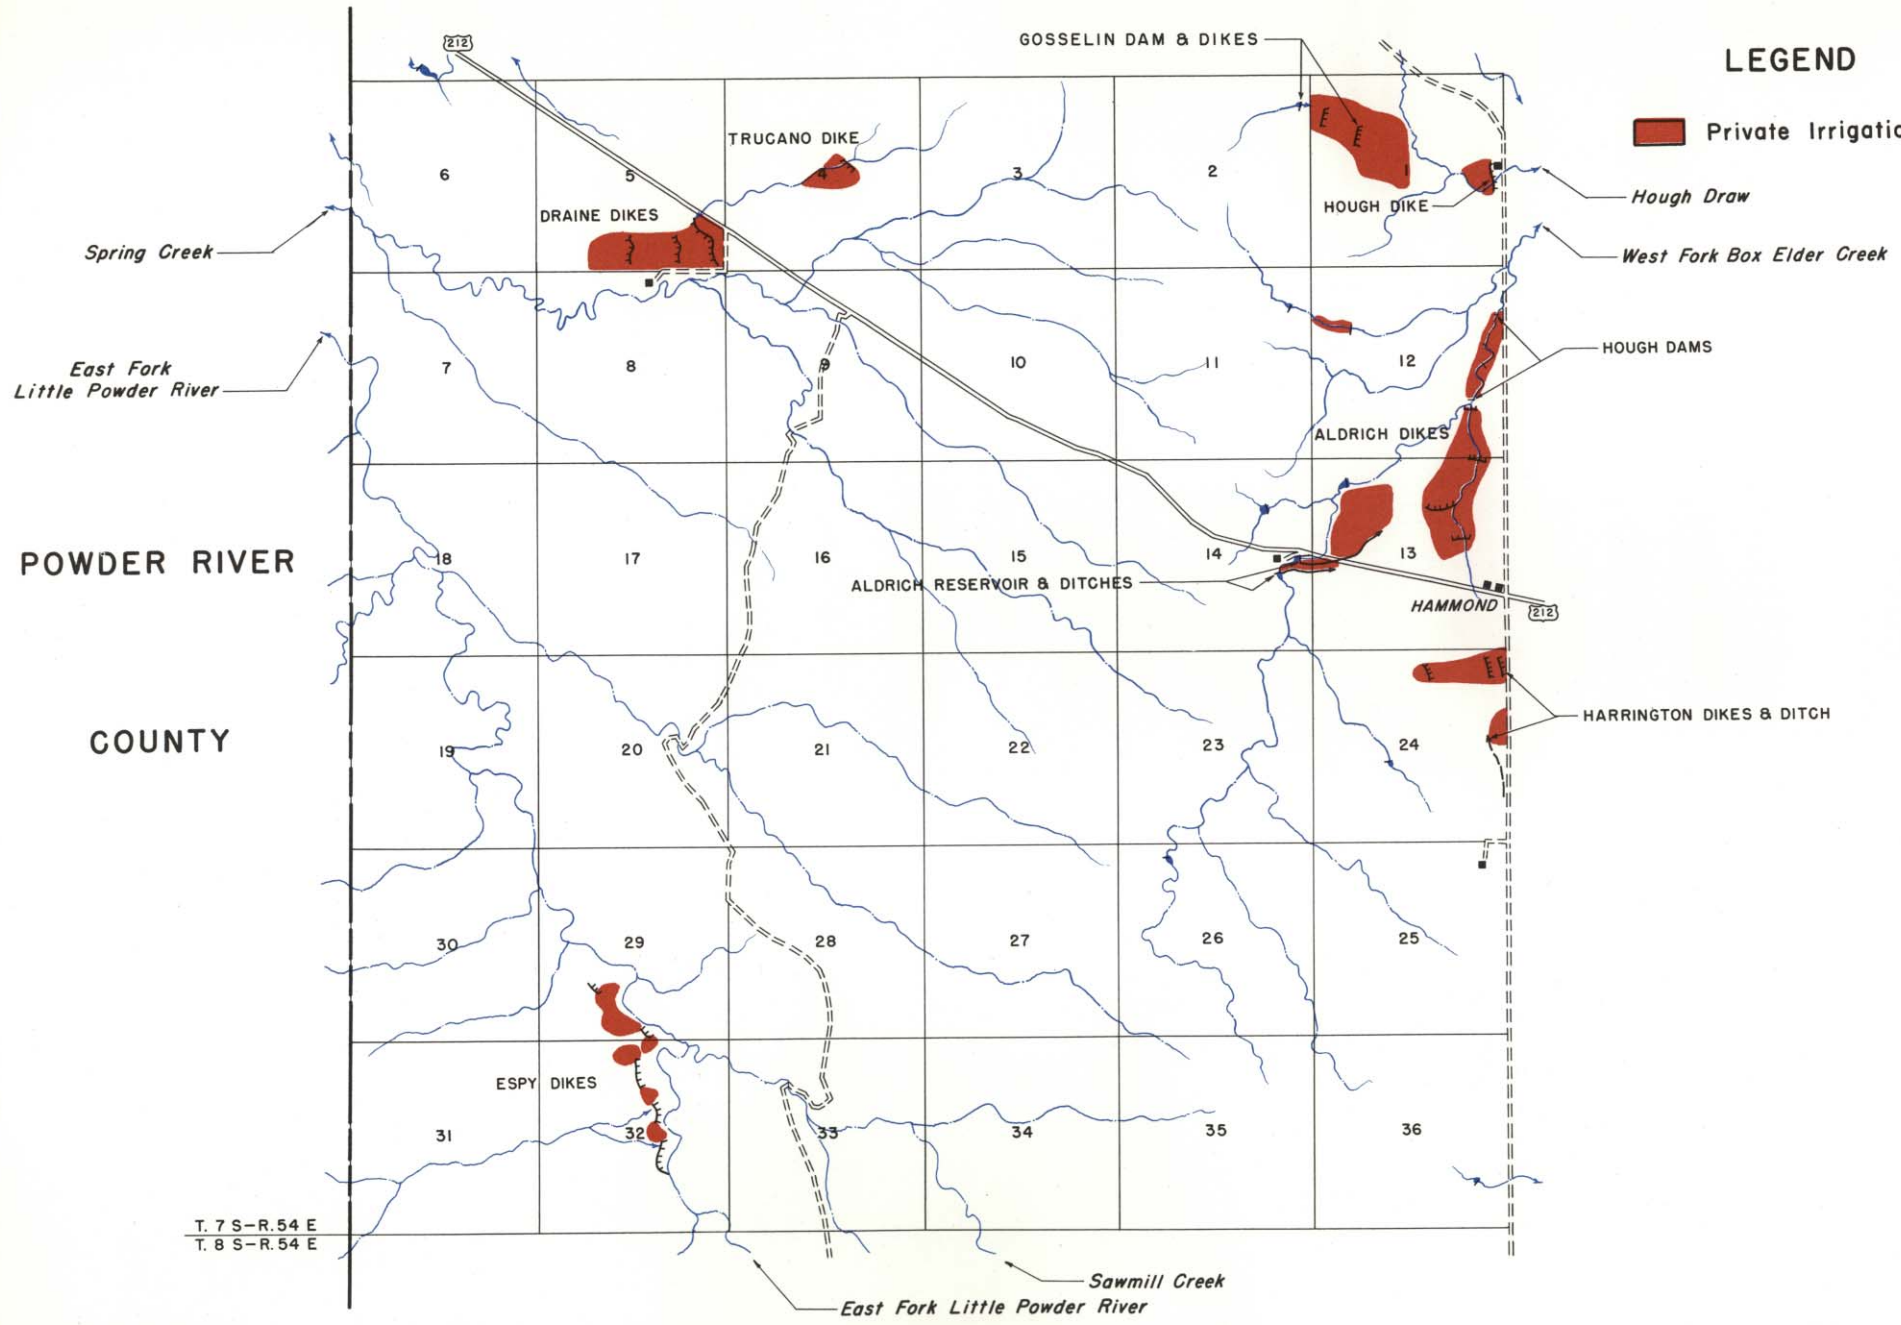 212
GOSSELIN DAM & DIKES
LEGEND
Private Irrigatio
TRUCANO DIKE
6
5
4
3
2
1
DRAINE DIKES
HOUGH DIKE
Hough Draw
Spring Creek
West Fork Box Elder Creek
East Fork
Little Powder River
7
8
9
10
11
12
HOUGH DAMS
ALDRICH DIKES
POWDER RIVER
18
17
16
15
14
13
ALDRICH RESERVOIR & DITCHES
HAMMOND
212
COUNTY
19
20
21
22
23
24
HARRINGTON DIKES & DITCH
30
29
28
27
26
25
ESPY DIKES
31
32
33
34
35
36
T. 7 S-R. 54 E
T. 8 S-R. 54 E
Sawmill Creek
East Fork Little Powder River